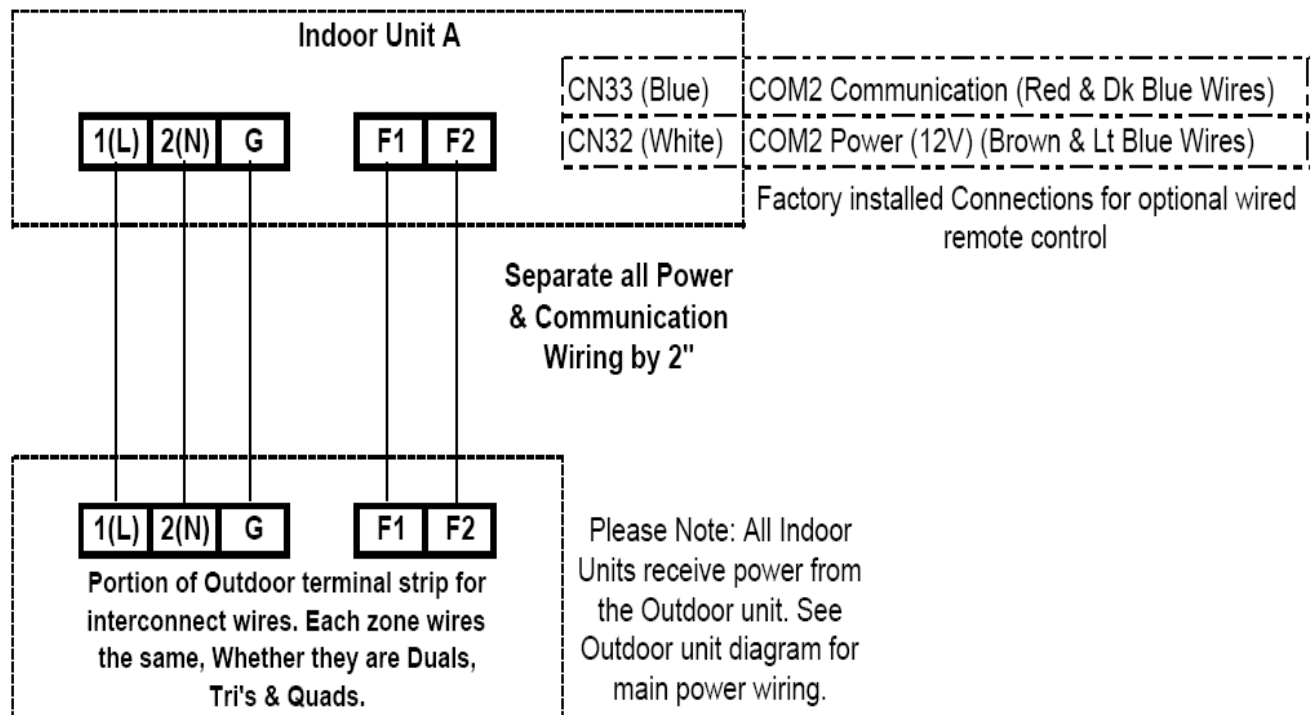 Indoor Unit A
CN33 (Blue) COM2 Communication (Red & Dk Blue Wires)
1(L) 2(N) G F1 F2 CN32 (White) COM2 Power (12V) (Brown & Lt Blue Wires)
Factory installed Connections for optional wired
remote control
Separate all Power
& Communication
Wiring by 2"
1(L) 2(N) G F1 F2
Portion of Outdoor terminal strip for
interconnect wires. Each zone wires
the same, Whether they are Duals,
Tri's & Quads.
Please Note: All Indoor
Units receive power from
the Outdoor unit. See
Outdoor unit diagram for
main power wiring.